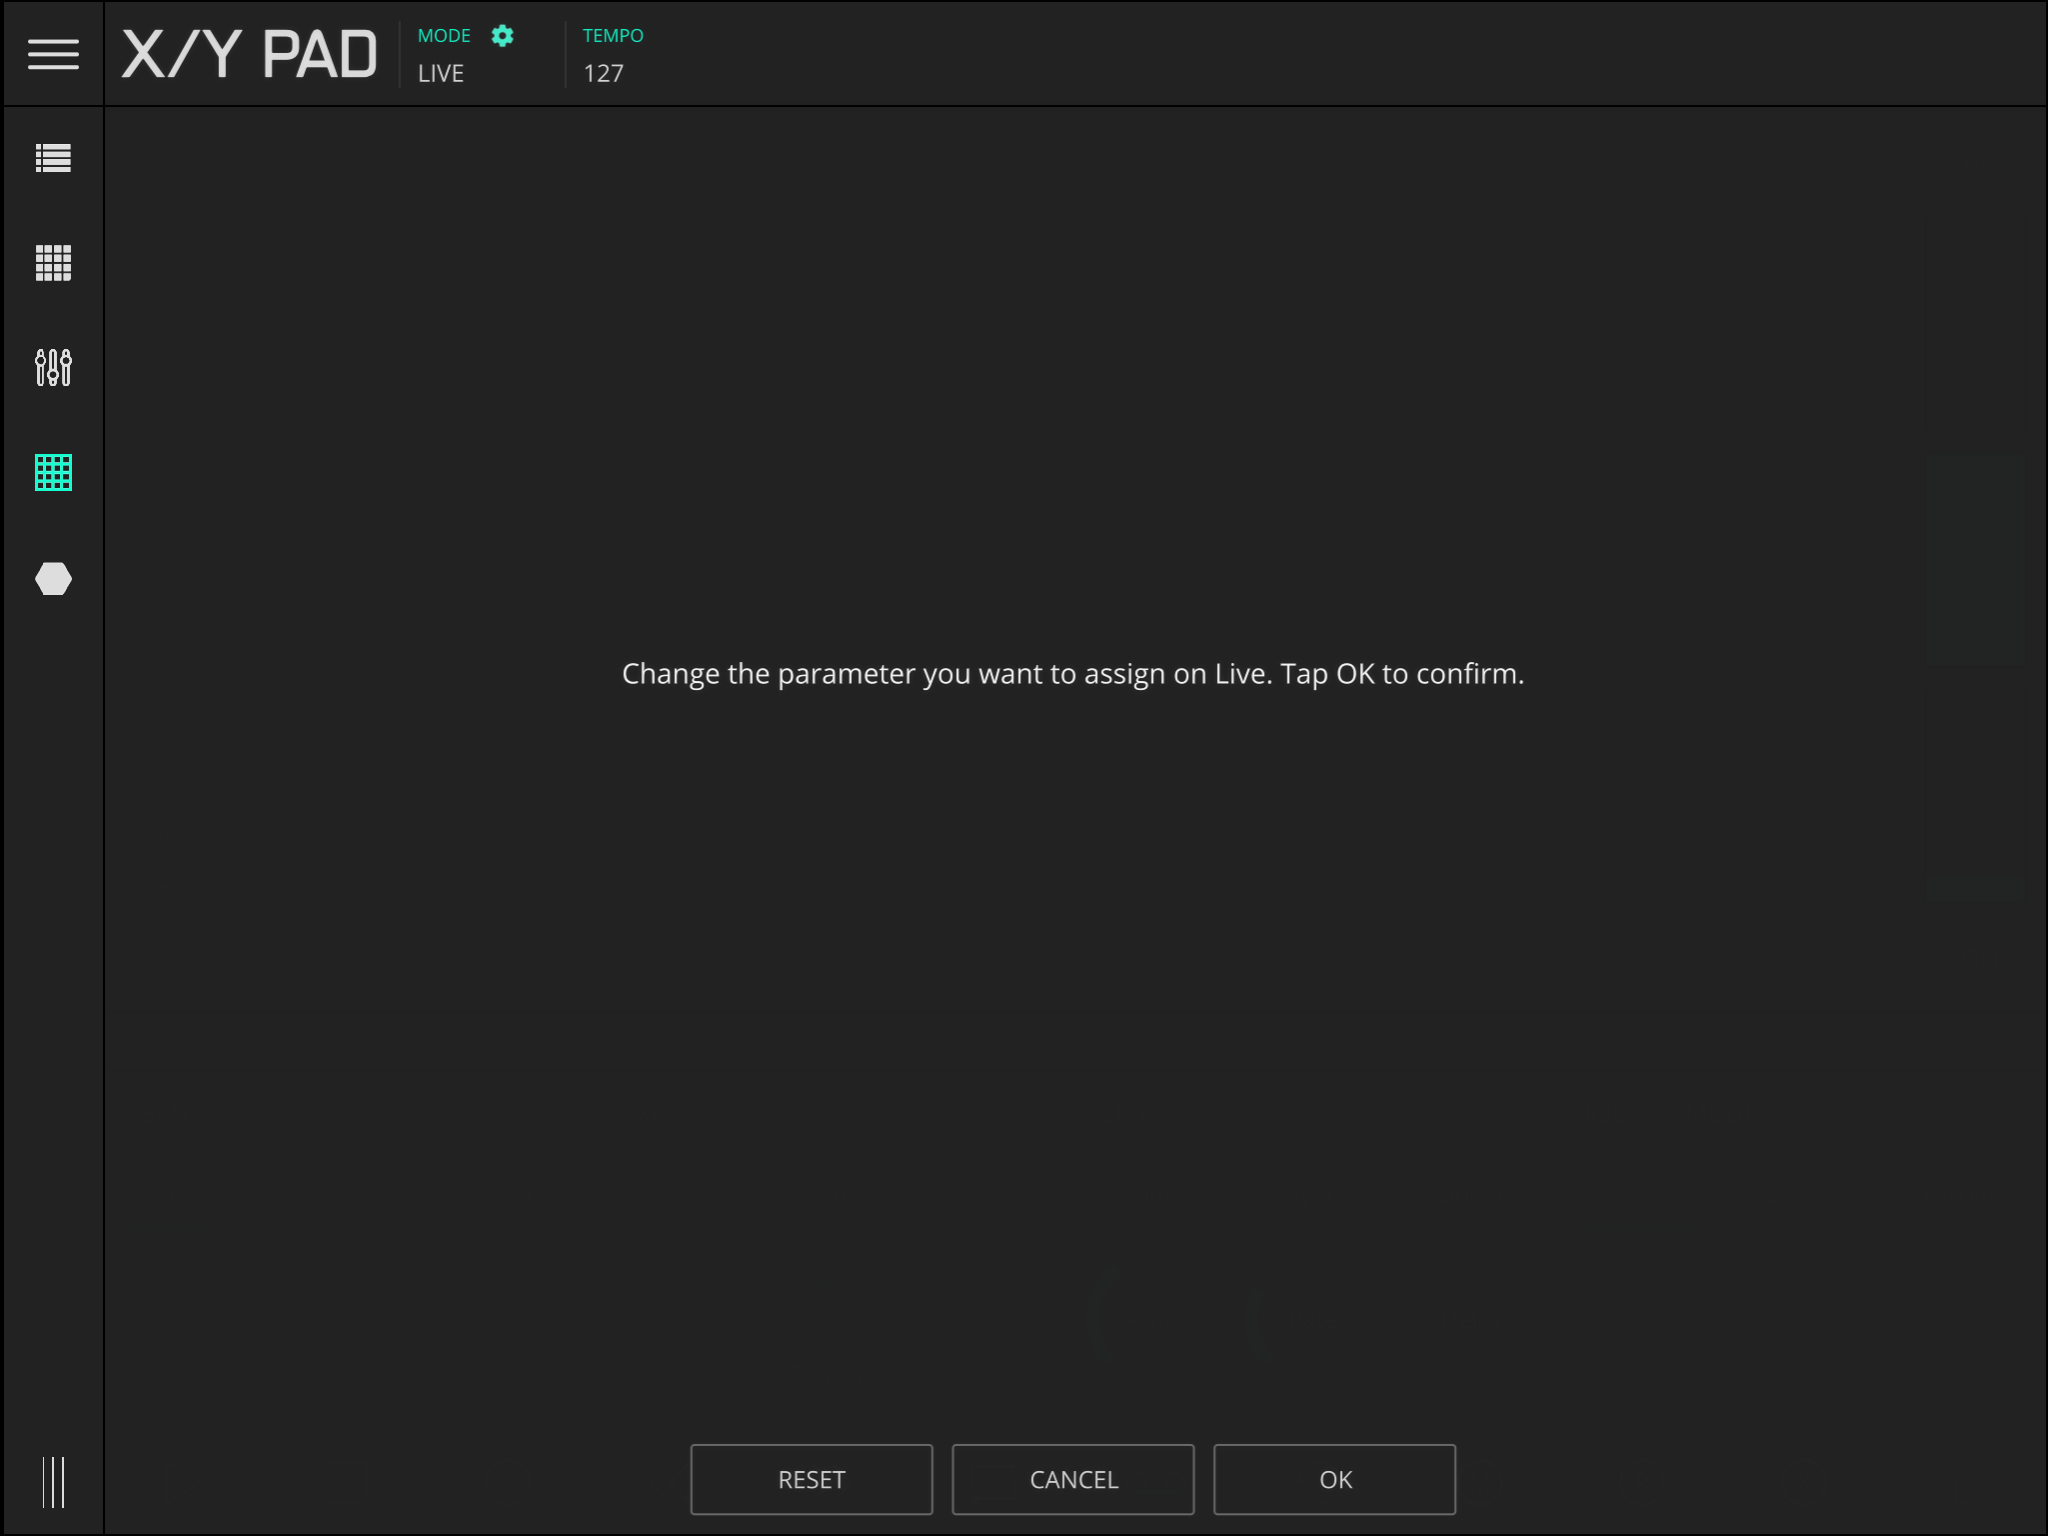 X/Y PAD
MODE
LIVE
TEMPO
127
Change the parameter you want to assign on Live. Tap OK to confirm.
RESET
CANCEL
OK